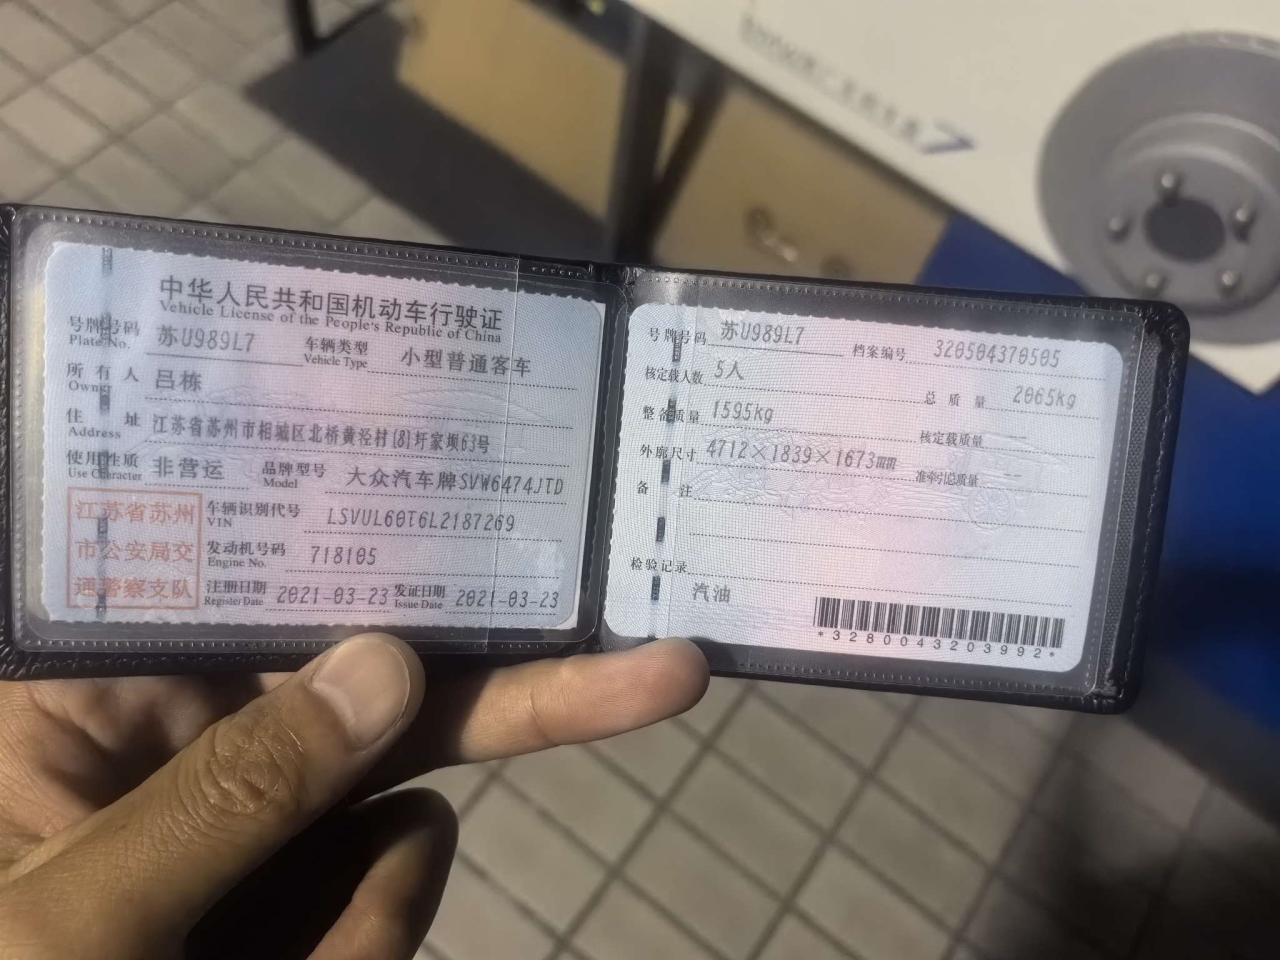 中华人民共和国机动车行驶证
Vehicle License of the People's Republic of China
号牌号码 苏U989L7 车辆类型 小型普通客车
Plate No. Vehicle Type
所有人 吕栋
Owner
住址 江苏省苏州市相城区北桥黄泾村(8)圩家坝63号
Address
使用性质 非营运 品牌型号 大众汽车牌SVW6474JTD
Use Character Model
江苏省苏州
市公安局交
通警察支队
车辆识别代号 LSVUL60T6L2187269
VIN
发动机号码 718105
Engine No.
注册日期 2021-03-23 发证日期 2021-03-23
Register Date Issue Date
号牌号码 苏U989L7 档案编号 320504370505
核定载人数 5人 总质量 2065kg
整备质量 1595kg 核定载质量 --
外廓尺寸 4712×1839×1673mm 准牵引总质量 --
备注
检验记录
汽油
*3280043203992*
7